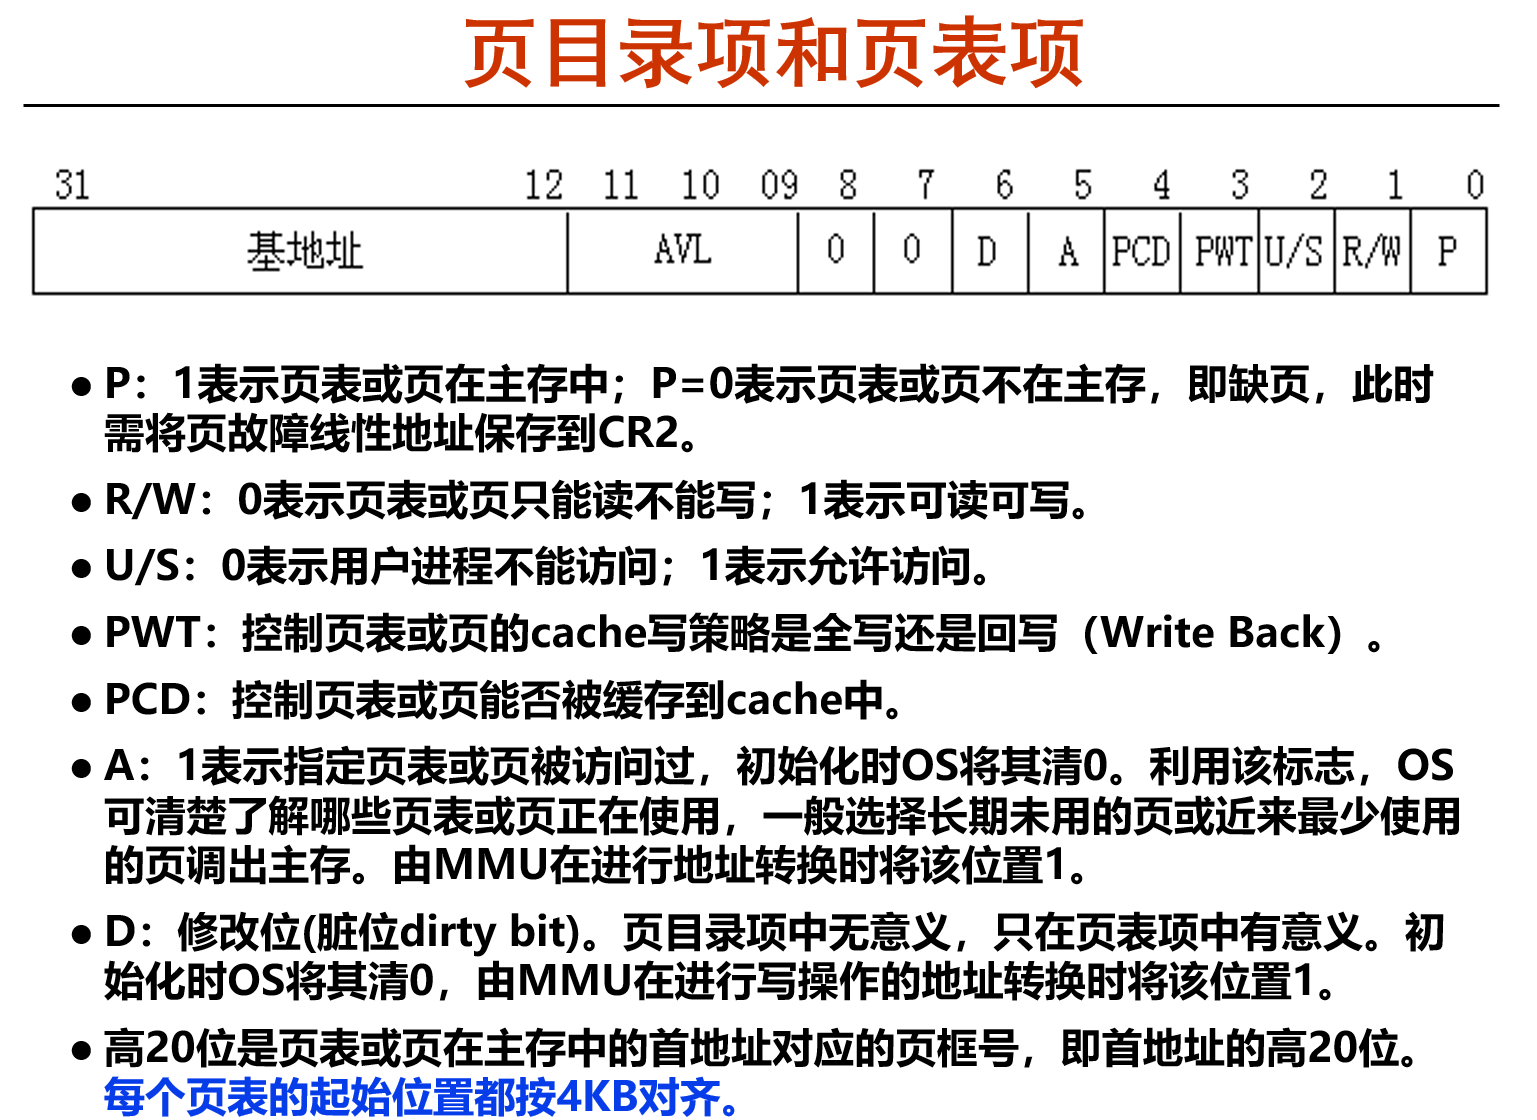 页目录项和页表项
31 12 11 10 09 8 7 6 5 4 3 2 1 0
基地址 AVL 0 0 D A PCD PWT U/S R/W P
● P：1表示页表或页在主存中；P=0表示页表或页不在主存，即缺页，此时
需将页故障线性地址保存到CR2。
● R/W：0表示页表或页只能读不能写；1表示可读可写。
● U/S：0表示用户进程不能访问；1表示允许访问。
● PWT：控制页表或页的cache写策略是全写还是回写（Write Back）。
● PCD：控制页表或页能否被缓存到cache中。
● A：1表示指定页表或页被访问过，初始化时OS将其清0。利用该标志，OS
可清楚了解哪些页表或页正在使用，一般选择长期未用的页或近来最少使用
的页调出主存。由MMU在进行地址转换时将该位置1。
● D：修改位(脏位dirty bit)。页目录项中无意义，只在页表项中有意义。初
始化时OS将其清0，由MMU在进行写操作的地址转换时将该位置1。
● 高20位是页表或页在主存中的首地址对应的页框号，即首地址的高20位。
每个页表的起始位置都按4KB对齐。